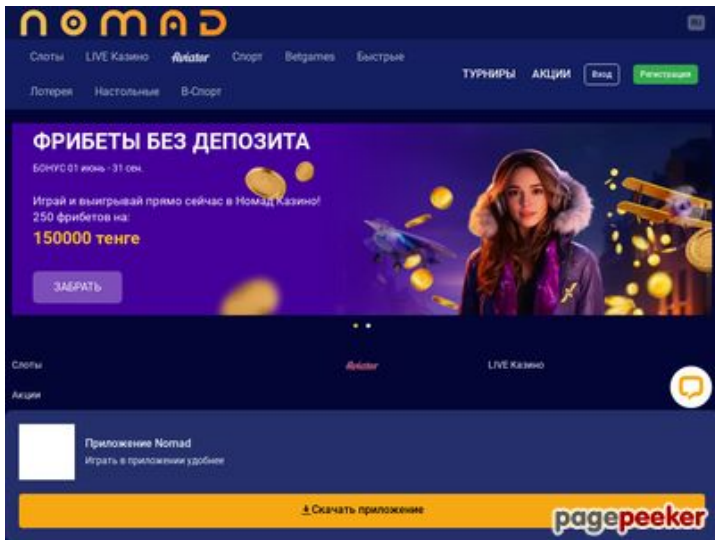 nomad
RU
Слоты LIVE Казино Aviator Спорт Betgames Быстрые
ТУРНИРЫ АКЦИИ Вход Регистрация
Лотерея Настольные В-Спорт
ФРИБЕТЫ БЕЗ ДЕПОЗИТА
БОНУС 01 июнь - 31 сен.
Играй и выигрывай прямо сейчас в Номад Казино!
250 фрибетов на:
150000 тенге
ЗАБРАТЬ
Слоты Aviator LIVE Казино
Акции
Приложение Nomad
Играть в приложении удобнее
Скачать приложение
pagepeeker